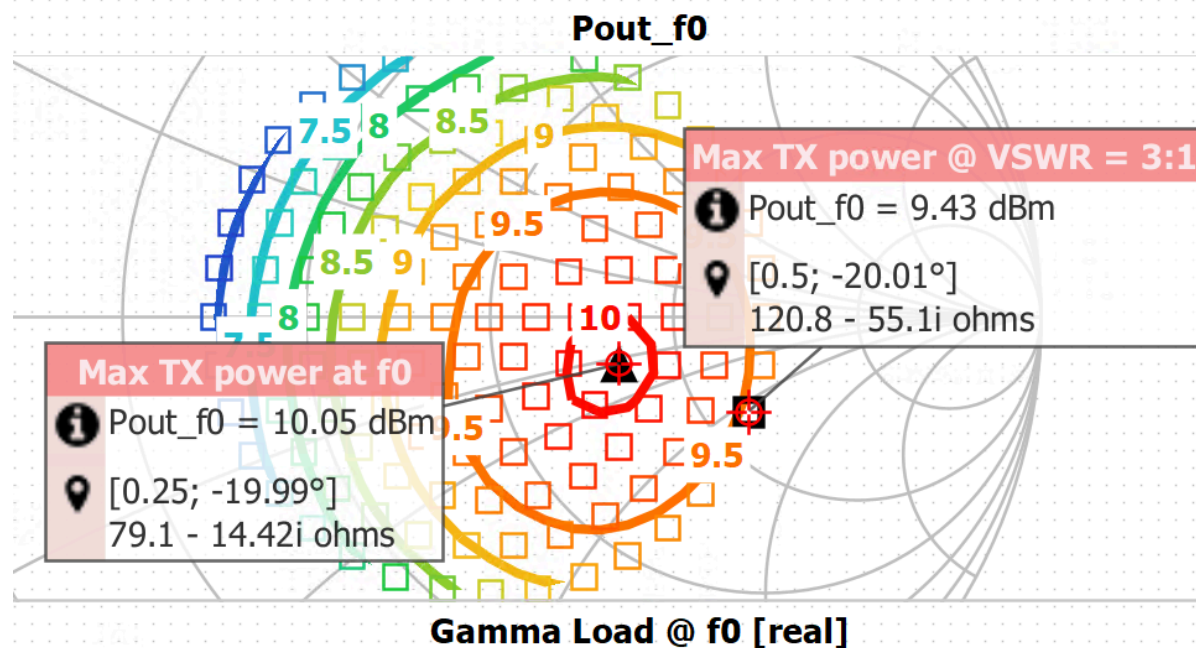 Pout_f0
7.5
8
8.5
9
Max TX power @ VSWR = 3:1
Pout_f0 = 9.43 dBm
[0.5; -20.01°]
120.8 - 55.1i ohms
9.5
8.5
9
8
10
7.5
Max TX power at f0
Pout_f0 = 10.05 dBm
[0.25; -19.99°]
79.1 - 14.42i ohms
9.5
9.5
Gamma Load @ f0 [real]